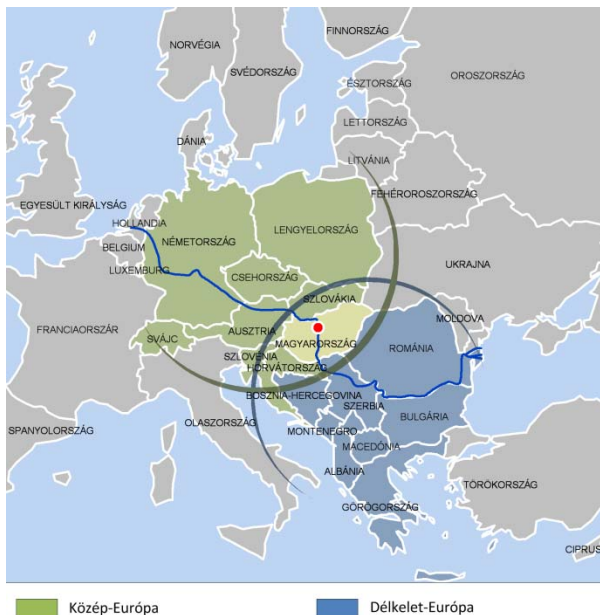 FINNORSZÁG
NORVÉGIA
SVÉDORSZÁG
ÉSZTORSZÁG
OROSZORSZÁG
LETTORSZÁG
DÁNIA
LITVÁNIA
FEHÉROROSZORSZÁG
EGYESÜLT KIRÁLYSÁG
HOLLANDIA
NÉMETORSZÁG
LENGYELORSZÁG
BELGIUM
LUXEMBURG
CSEHORSZÁG
UKRAJNA
SZLOVÁKIA
MOLDOVA
FRANCIAORSZÁR
SVÁJC
AUSZTRIA
MAGYARORSZÁG
ROMÁNIA
SZLOVÉNIA
HORVÁTORSZÁG
BOSZNIA-HERCEGOVINA
OLASZORSZÁG
SZERBIA
BULGÁRIA
SPANYOLORSZÁG
MONTENEGRO
MACEDÓNIA
ALBÁNIA
TÖRÖKORSZÁG
GÖRÖGORSZÁG
CIPRUS
Közép-Európa
Délkelet-Európa